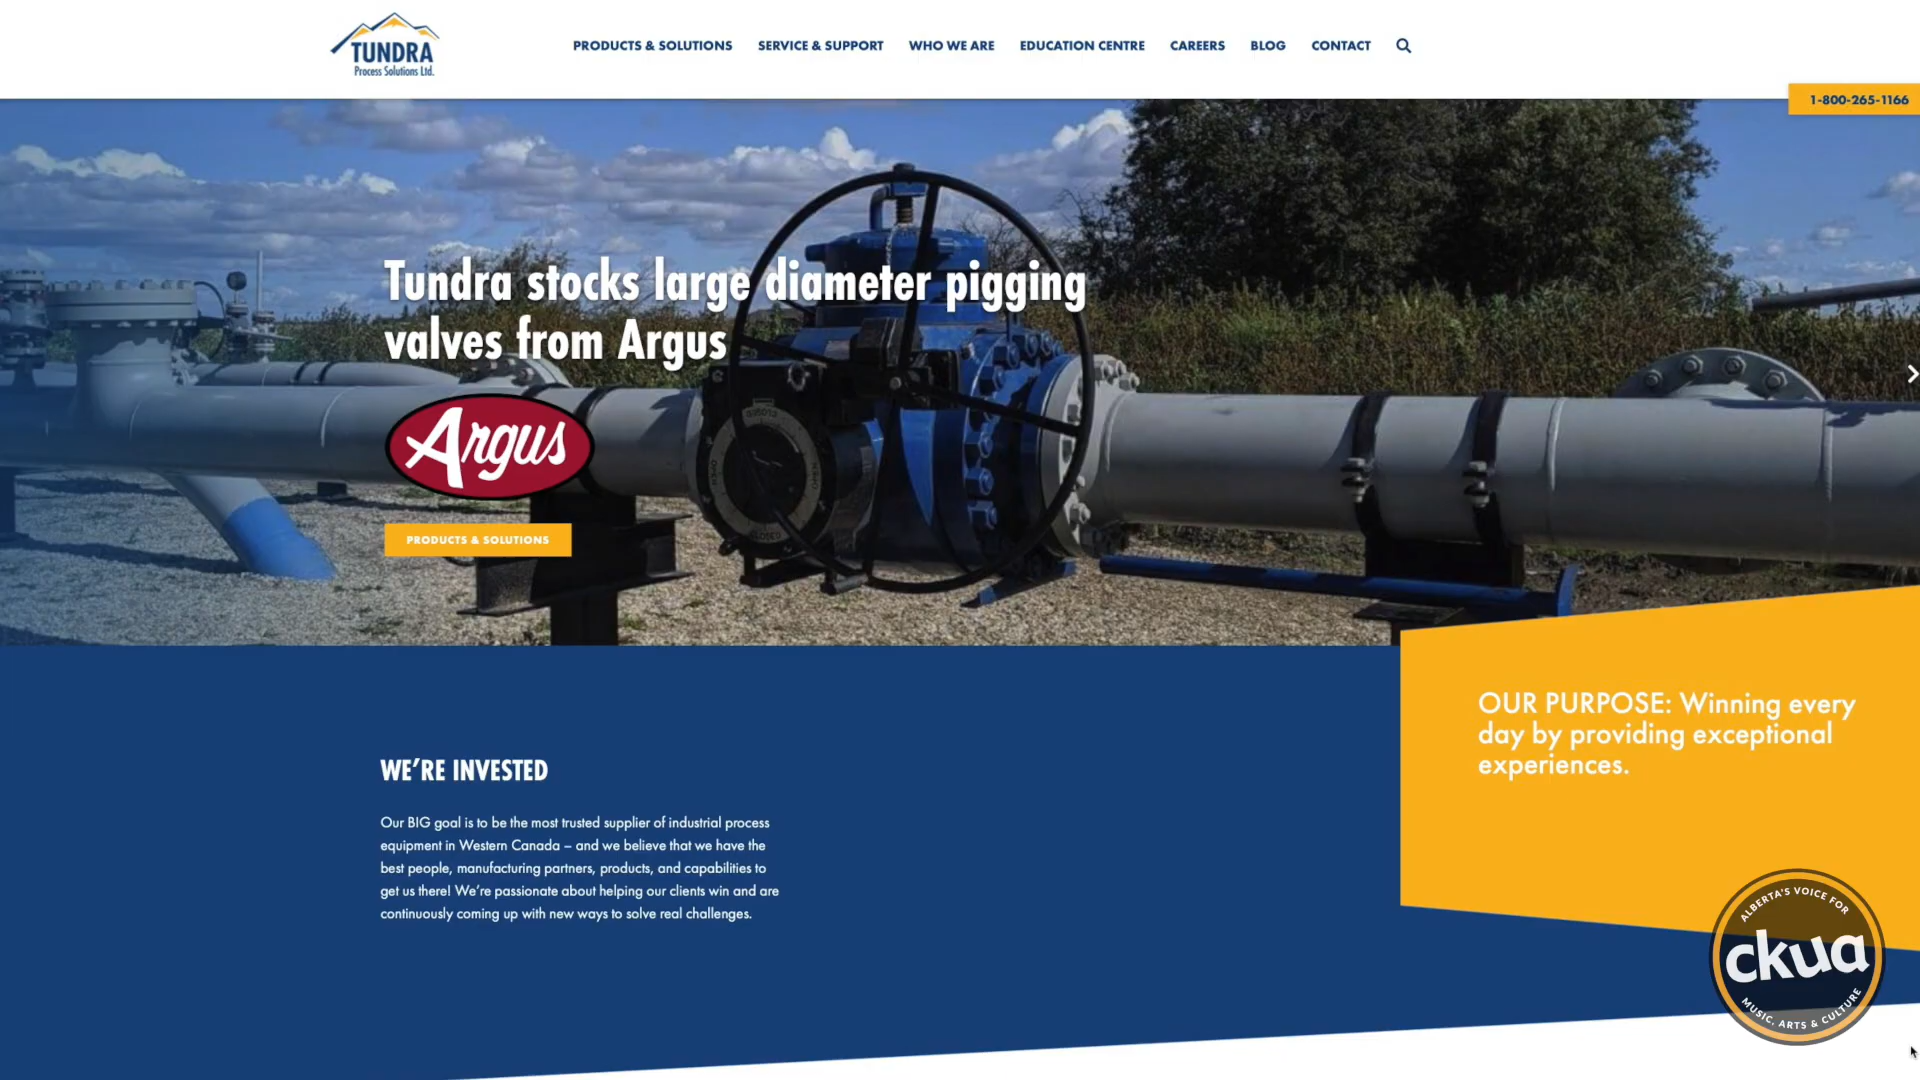 TUNDRA
Process Solutions Ltd.
PRODUCTS & SOLUTIONS
SERVICE & SUPPORT
WHO WE ARE
EDUCATION CENTRE
CAREERS
BLOG
CONTACT
1-800-265-1166
Tundra stocks large diameter pigging
valves from Argus
Argus
PRODUCTS & SOLUTIONS
OUR PURPOSE: Winning every
day by providing exceptional
experiences.
WE'RE INVESTED
Our BIG goal is to be the most trusted supplier of industrial process
equipment in Western Canada – and we believe that we have the
best people, manufacturing partners, products, and capabilities to
get us there! We're passionate about helping our clients win and are
continuously coming up with new ways to solve real challenges.
ALBERTA'S VOICE FOR
ckua
MUSIC, ARTS & CULTURE